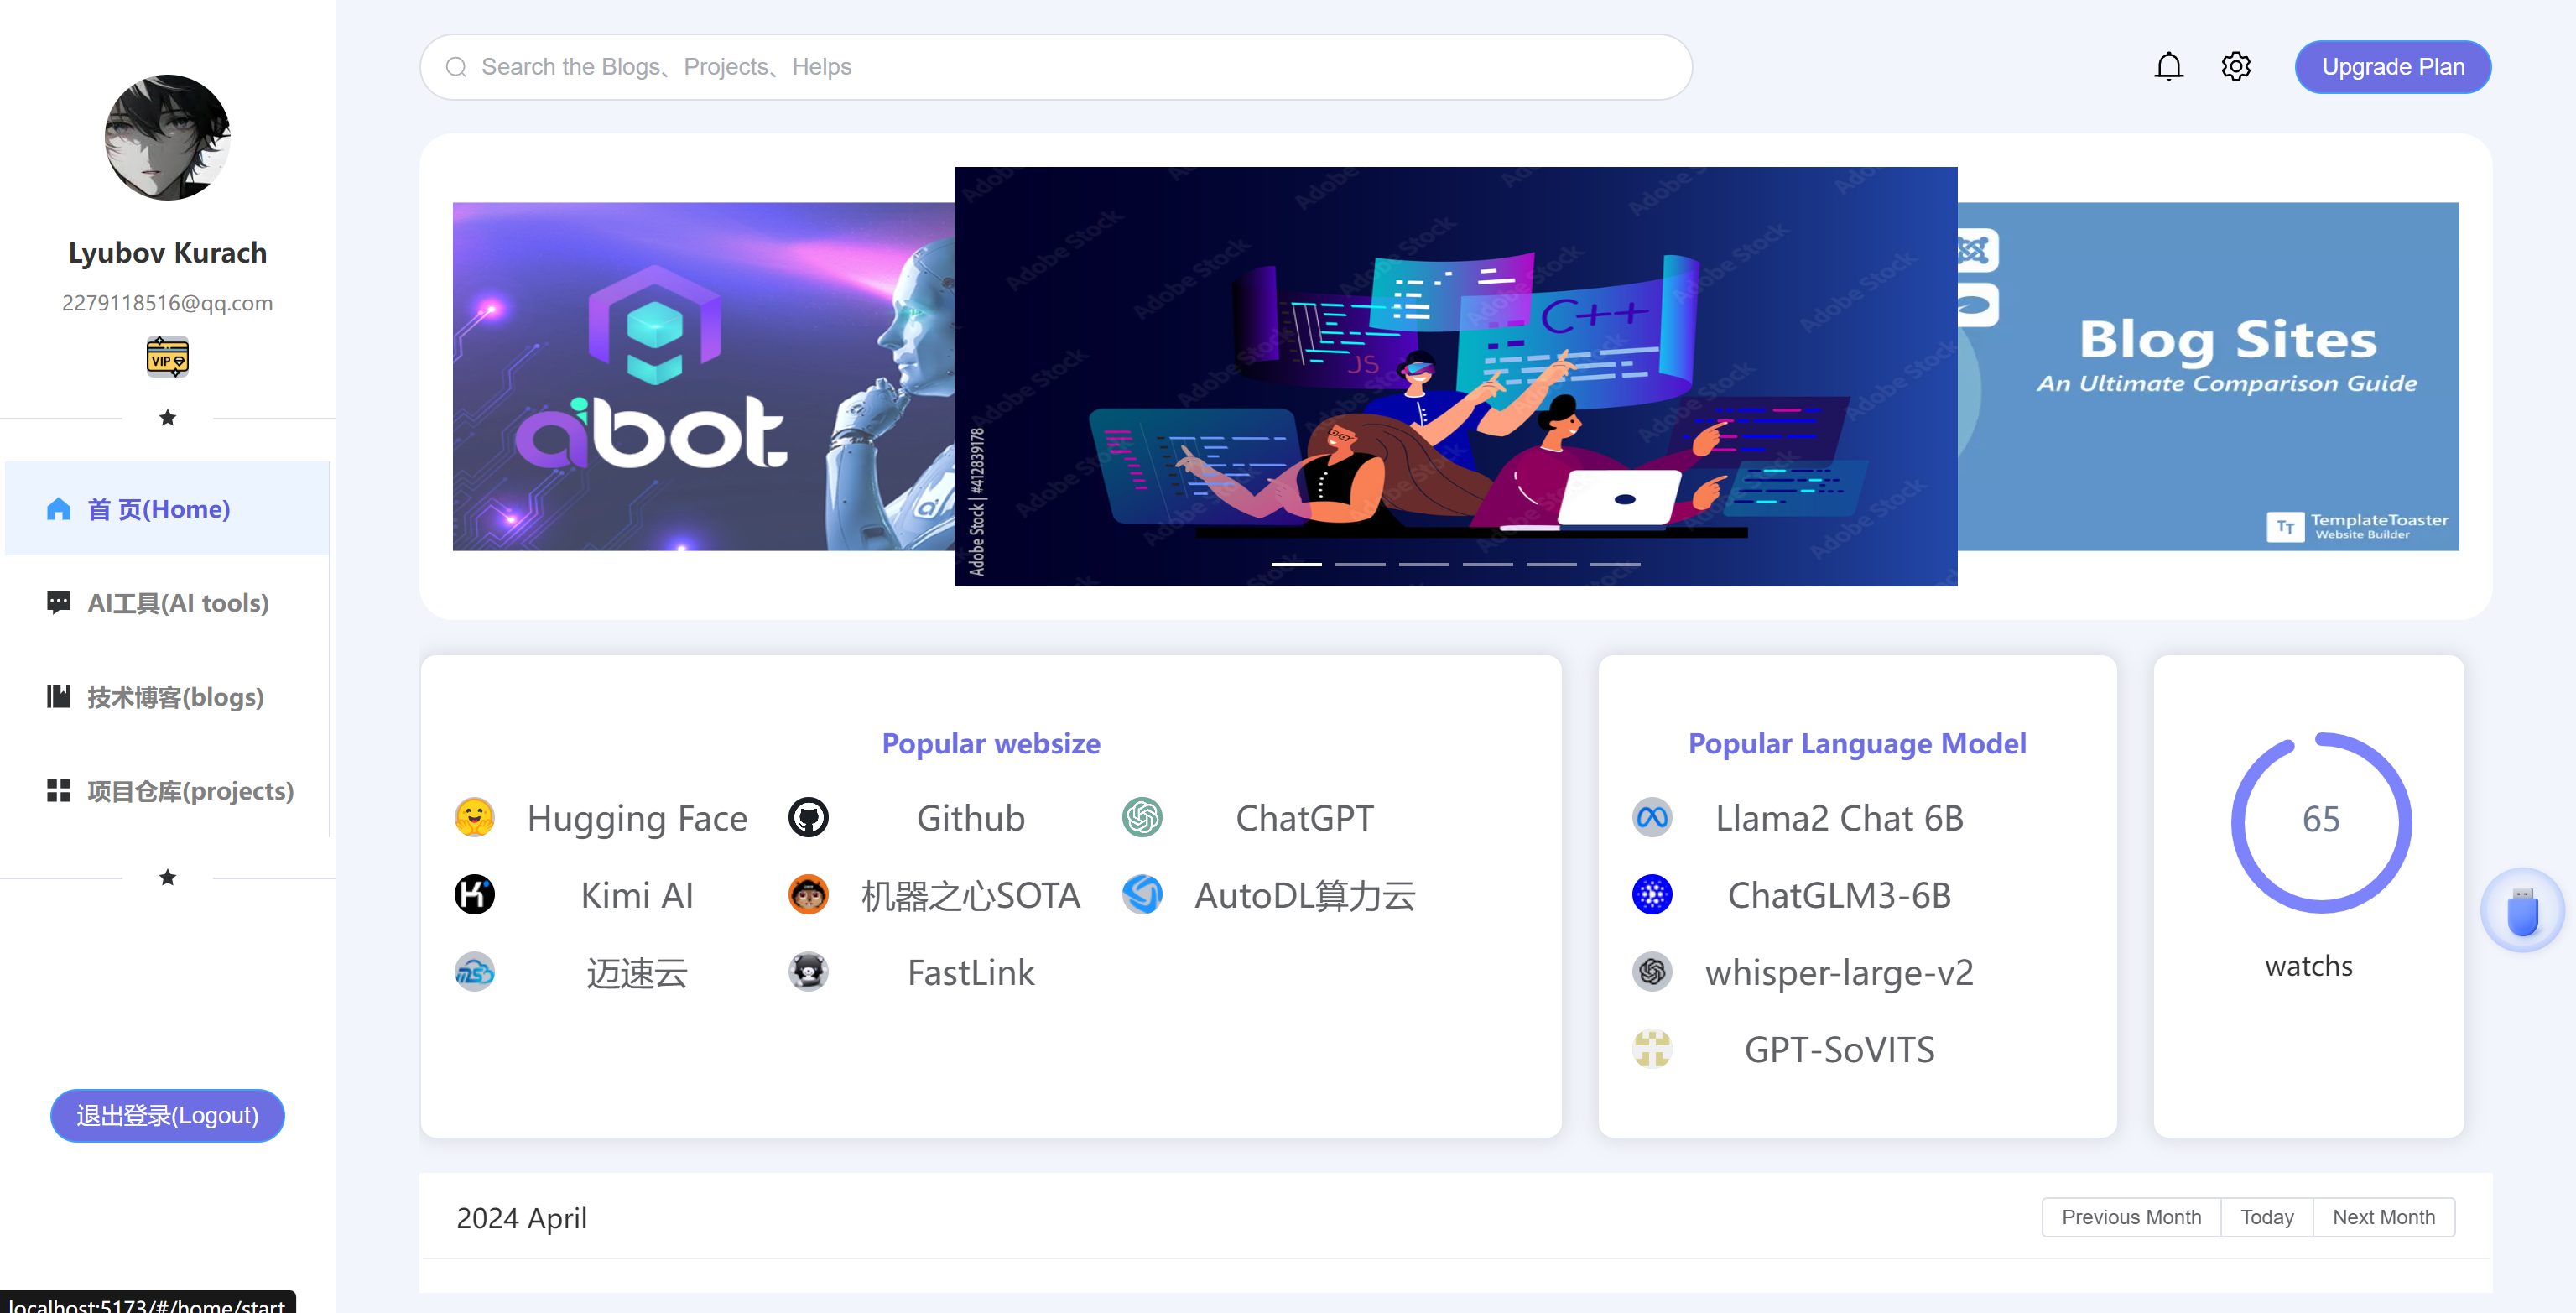 Search the Blogs、Projects、Helps
Upgrade Plan
Lyubov Kurach
2279118516@qq.com
VIP
首 页(Home)
AI工具(AI tools)
技术博客(blogs)
项目仓库(projects)
退出登录(Logout)
localhost:5173/#/home/start
aibot
ai
Adobe Stock
JS
C++
Adobe Stock | #412839178
Blog Sites
An Ultimate Comparison Guide
TT
TemplateToaster
Website Builder
Popular websize
Hugging Face
Github
ChatGPT
Kimi AI
机器之心SOTA
AutoDL算力云
迈速云
FastLink
Popular Language Model
Llama2 Chat 6B
ChatGLM3-6B
whisper-large-v2
GPT-SoVITS
65
watchs
2024 April
Previous Month
Today
Next Month